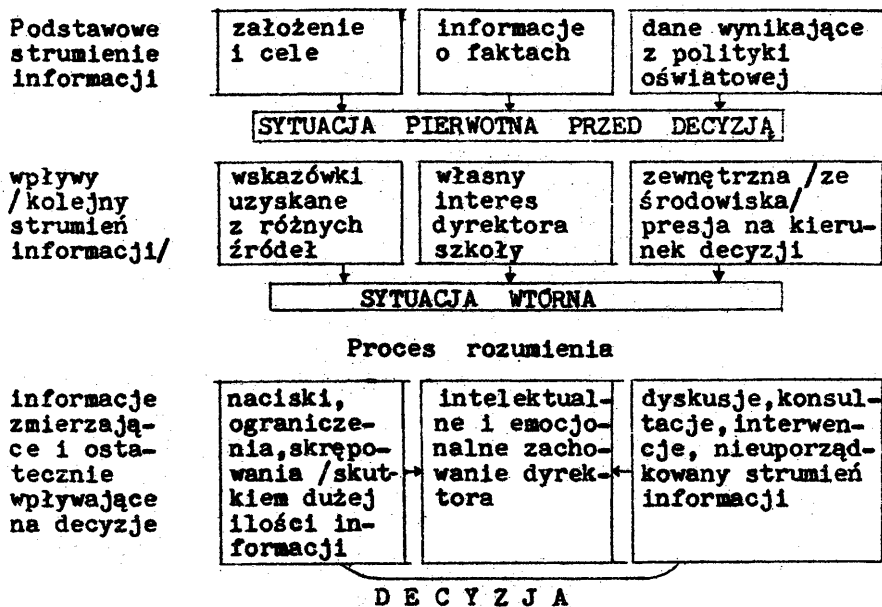 Podstawowe
strumienie
informacji
założenie
i cele
informacje
o faktach
dane wynikające
z polityki
oświatowej
SYTUACJA PIERWOTNA PRZED DECYZJĄ
wpływy
/kolejny
strumień
informacji/
wskazówki
uzyskane
z różnych
źródeł
własny
interes
dyrektora
szkoły
zewnętrzna /ze
środowiska/
presja na kieru-
nek decyzji
SYTUACJA WTÓRNA
Proces rozumienia
informacje
zmierzają-
ce i osta-
tecznie
wpływające
na decyzje
naciski,
ogranicze-
nia,skrępo-
wania /skut-
kiem dużej
ilości in-
formacji
intelektual-
ne i emocjo-
nalne zacho-
wanie dyrek-
tora
dyskusje,konsul-
tacje,interwen-
cje, nieuporząd-
kowany strumień
informacji
D E C Y Z J A